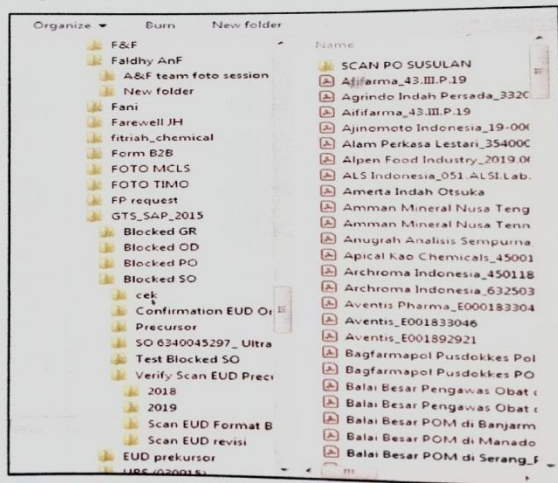 Organize Burn New folder
F&F
Faldhy AnF
A&F team foto session
New folder
Fani
Farewell JH
fitriah_chemical
Form B2B
FOTO MCLS
FOTO TIMO
FP request
GTS_SAP_2015
Blocked GR
Blocked OD
Blocked PO
Blocked SO
cek
Confirmation EUD Or
Precursor
SO 6340045297_ Ultra
Test Blocked SO
Verify Scan EUD Preci
2018
2019
Scan EUD Format B
Scan EUD revisi
EUD prekursor
Name
SCAN PO SUSULAN
Afifarma_43.III.P.19
Agrindo Indah Persada_332C
Aififarma_43.III.P.19
Ajinomoto Indonesia_19-00(
Alam Perkasa Lestari_35400C
Alpen Food Industry_2019.0(
ALS Indonesia_051.ALSI.Lab.
Amerta Indah Otsuka
Amman Mineral Nusa Teng
Amman Mineral Nusa Tenn
Anugrah Analisis Sempurna
Apical Kao Chemicals_45001
Archroma Indonesia_450118
Archroma Indonesia_632503
Aventis Pharma_E000183304
Aventis_E001833046
Aventis_E001892921
Bagfarmapol Pusdokkes Pol
Bagfarmapol Pusdokkes PO
Balai Besar Pengawas Obat
Balai Besar Pengawas Obat
Balai Besar POM di Banjarm
Balai Besar POM di Manado
Balai Besar POM di Serang_F